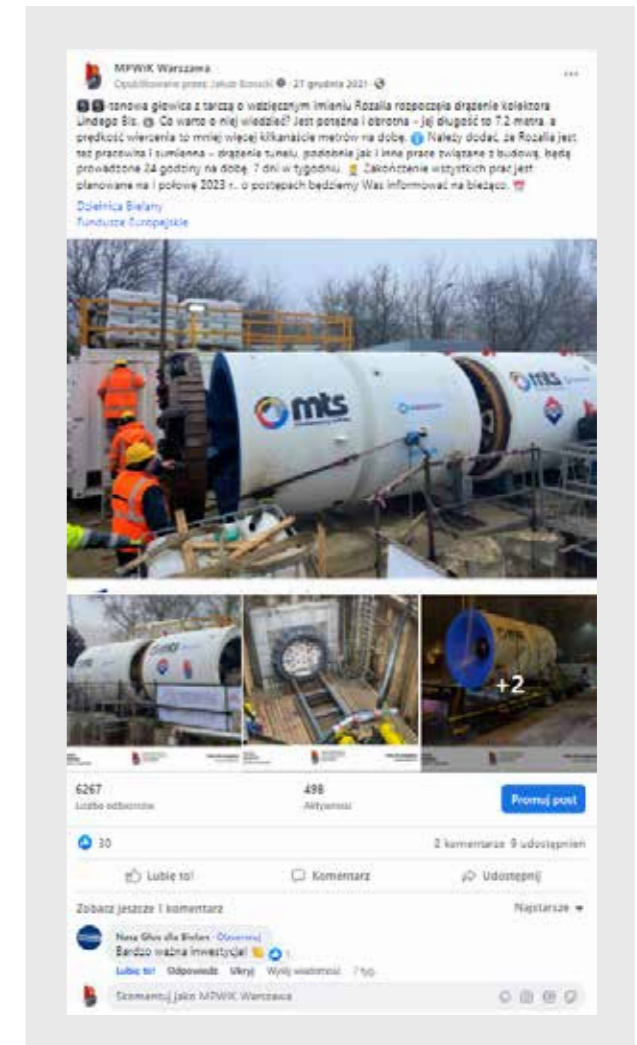 MPWiK Warszawa
Opublikowane przez Jakub · 27 grudnia 2021
-tonowa głowica z tarczą o wdzięcznym imieniu Rozalia rozpoczęła drążenie kolektora
Lindego Bis. Co warto o niej wiedzieć? Jest potężna i obrotna – jej długość to 7,2 metra, a
prędkość wiercenia to mniej więcej kilkanaście metrów na dobę. Należy dodać, że Rozalia jest
też pracowita i sumienna – drążenie tunelu, podobnie jak i inne prace związane z budową, będą
prowadzone 24 godziny na dobę, 7 dni w tygodniu. Zakończenie wszystkich prac jest
planowane na I połowę 2023 r., o postępach będziemy Was informować na bieżąco.
Dzielnica Bielany
Fundusze Europejskie
mts
mts
mts
+2
6267
Liczba odbiorców
498
Aktywność
Promuj post
30
2 komentarze 9 udostępnień
Lubię to!
Komentarz
Udostępnij
Zobacz jeszcze 1 komentarz
Najstarsze
Nasz Głos dla Bielan · Obserwuj
Bardzo ważna inwestycja! 1
Lubię to! Odpowiedz Ukryj Wyślij wiadomość 7 tyg.
Skomentuj jako MPWiK Warszawa